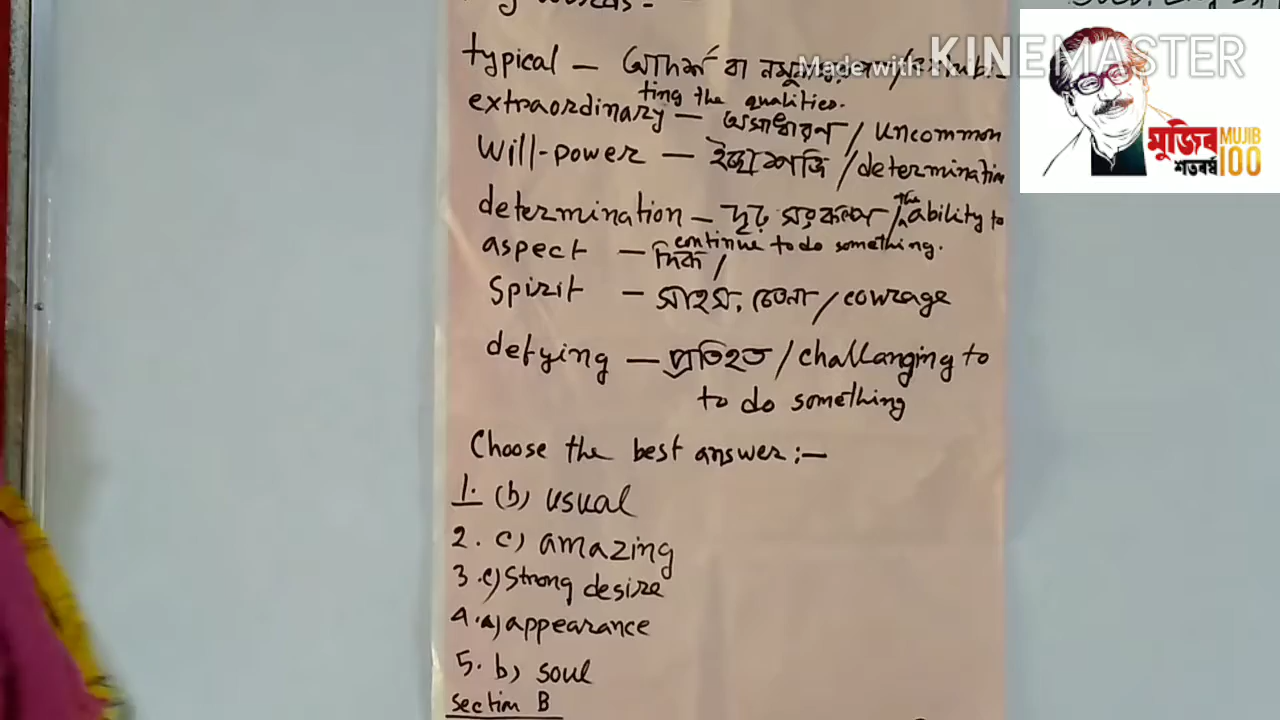 words-
typical — আদর্শ বা
ting the qualities.
extraordinary — অসাধারণ / uncommon
Will-power — ইচ্ছাশক্তি / determination
determination — দৃঢ় সংকল্প / the ability to
continue to do something.
aspect — দিক /
Spirit — সাহস, চেতনা / courage
defying — প্রতিহত / challanging to
to do something
Choose the best answer :—
1. (b) usual
2. c) amazing
3. c) Strong desire
4. a) appearance
5. b) soul
Section B
Made with KINEMASTER
মুজিব MUJIB
শতবর্ষ 100